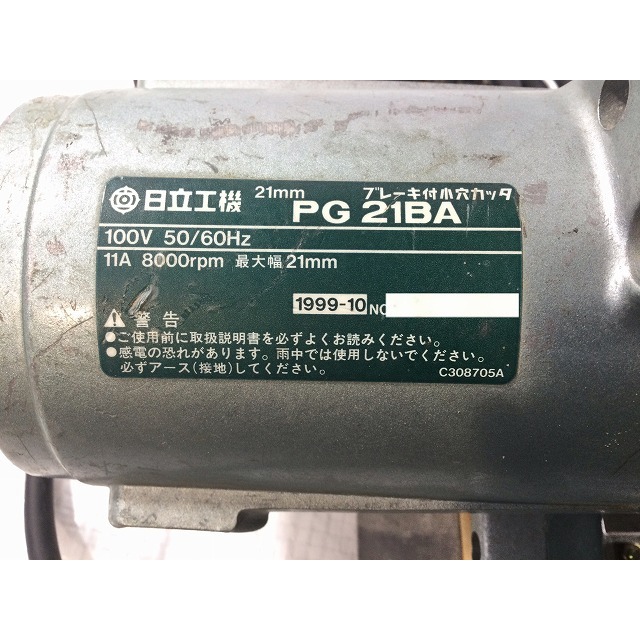 日立工機 21mm ブレーキ付小穴カッタ
PG 21BA
100V 50/60Hz
11A 8000rpm 最大幅21mm
1999-10 NO
警告
●ご使用前に取扱説明書を必ずよくお読みください。
●感電の恐れがあります。雨中では使用しないでください。
必ずアース(接地)してください。
C308705A